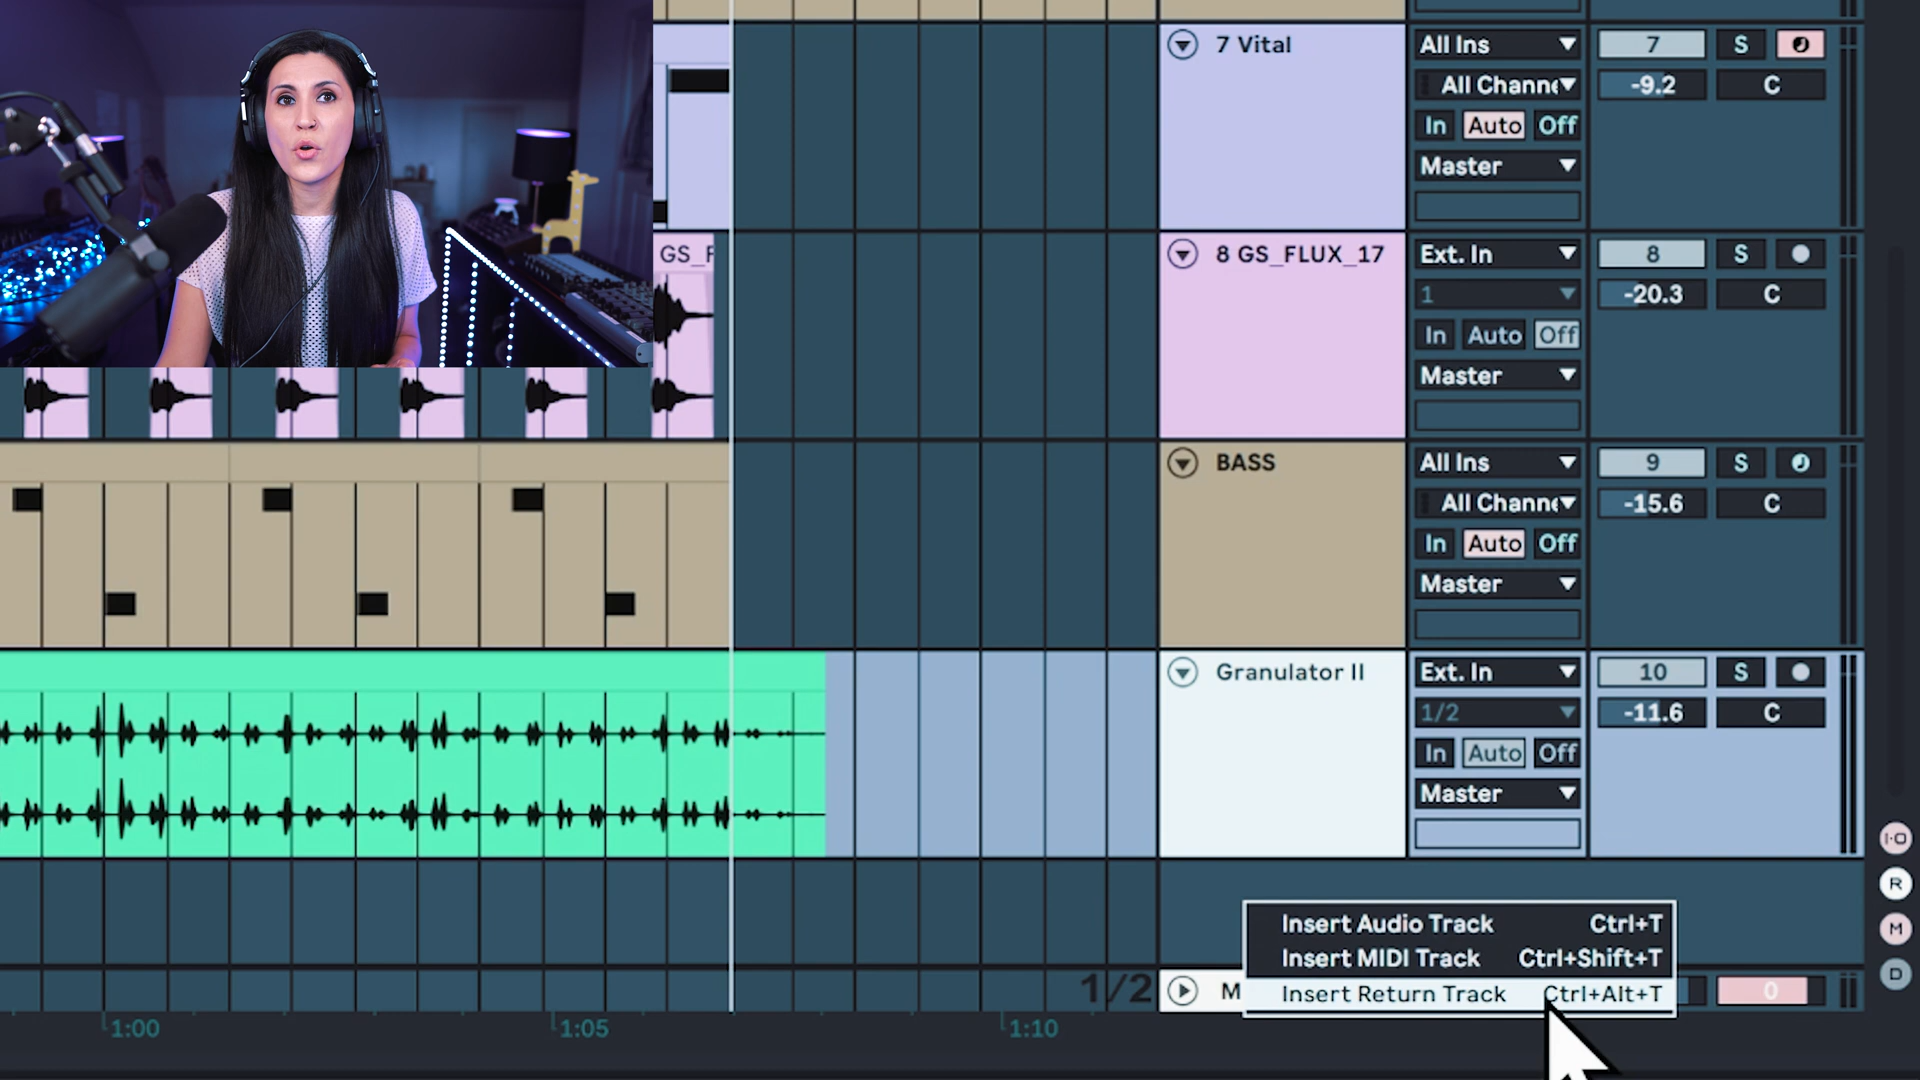 7 Vital
All Ins
7
S
All Channe
-9.2
C
In Auto Off
Master
GS_F
8 GS_FLUX_17
Ext. In
8
S
1
-20.3
C
In Auto Off
Master
BASS
All Ins
9
S
All Channe
-15.6
C
In Auto Off
Master
Granulator II
Ext. In
10
S
1/2
-11.6
C
In Auto Off
Master
I·O
R
M
D
Insert Audio Track Ctrl+T
Insert MIDI Track Ctrl+Shift+T
Insert Return Track Ctrl+Alt+T
1/2
M
0
1:00
1:05
1:10